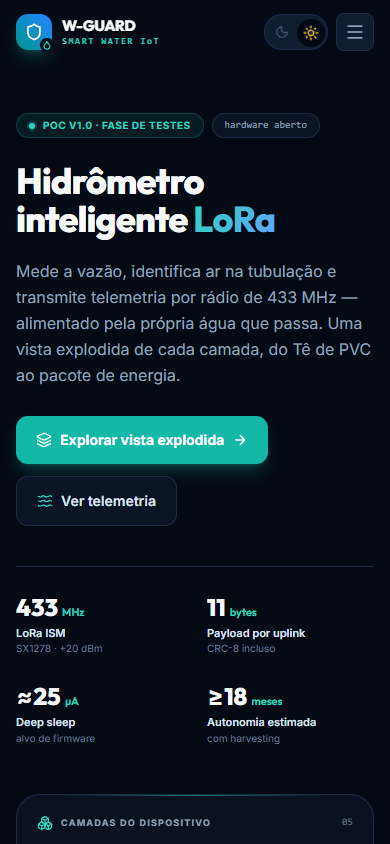 W-GUARD
SMART WATER IoT
POC V1.0 · FASE DE TESTES
hardware aberto
Hidrômetro
inteligente LoRa
Mede a vazão, identifica ar na tubulação e
transmite telemetria por rádio de 433 MHz —
alimentado pela própria água que passa. Uma
vista explodida de cada camada, do Tê de PVC
ao pacote de energia.
Explorar vista explodida →
Ver telemetria
433 MHz
LoRa ISM
SX1278 · +20 dBm
11 bytes
Payload por uplink
CRC-8 incluso
≈25 µA
Deep sleep
alvo de firmware
≥18 meses
Autonomia estimada
com harvesting
CAMADAS DO DISPOSITIVO
05